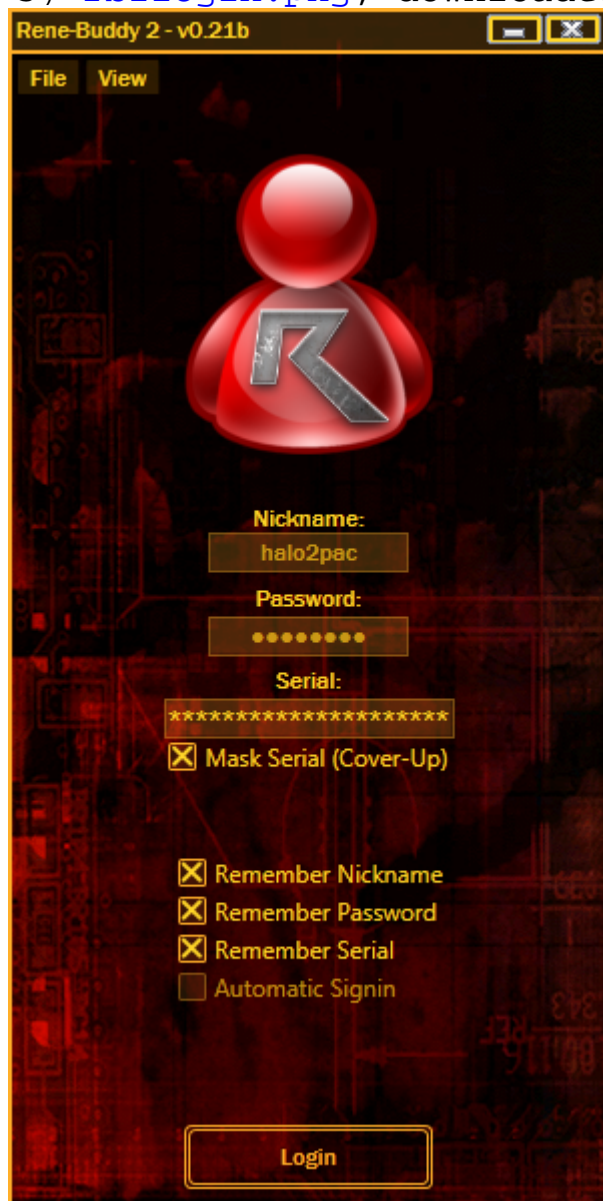 Rene-Buddy 2 - v0.21b
File View
Nickname:
halo2pac
Password:
••••••••
Serial:
*********************
Mask Serial (Cover-Up)
Remember Nickname
Remember Password
Remember Serial
Automatic Signin
Login